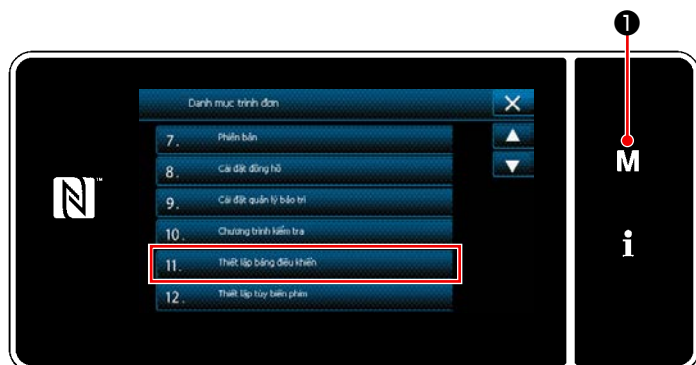 ❶
Danh mục trình đơn
7. Phiên bản
8. Cài đặt đồng hồ
9. Cài đặt quản lý bảo trì
10. Chương trình kiểm tra
11. Thiết lập bảng điều khiển
12. Thiết lập tùy biến phím
M
i